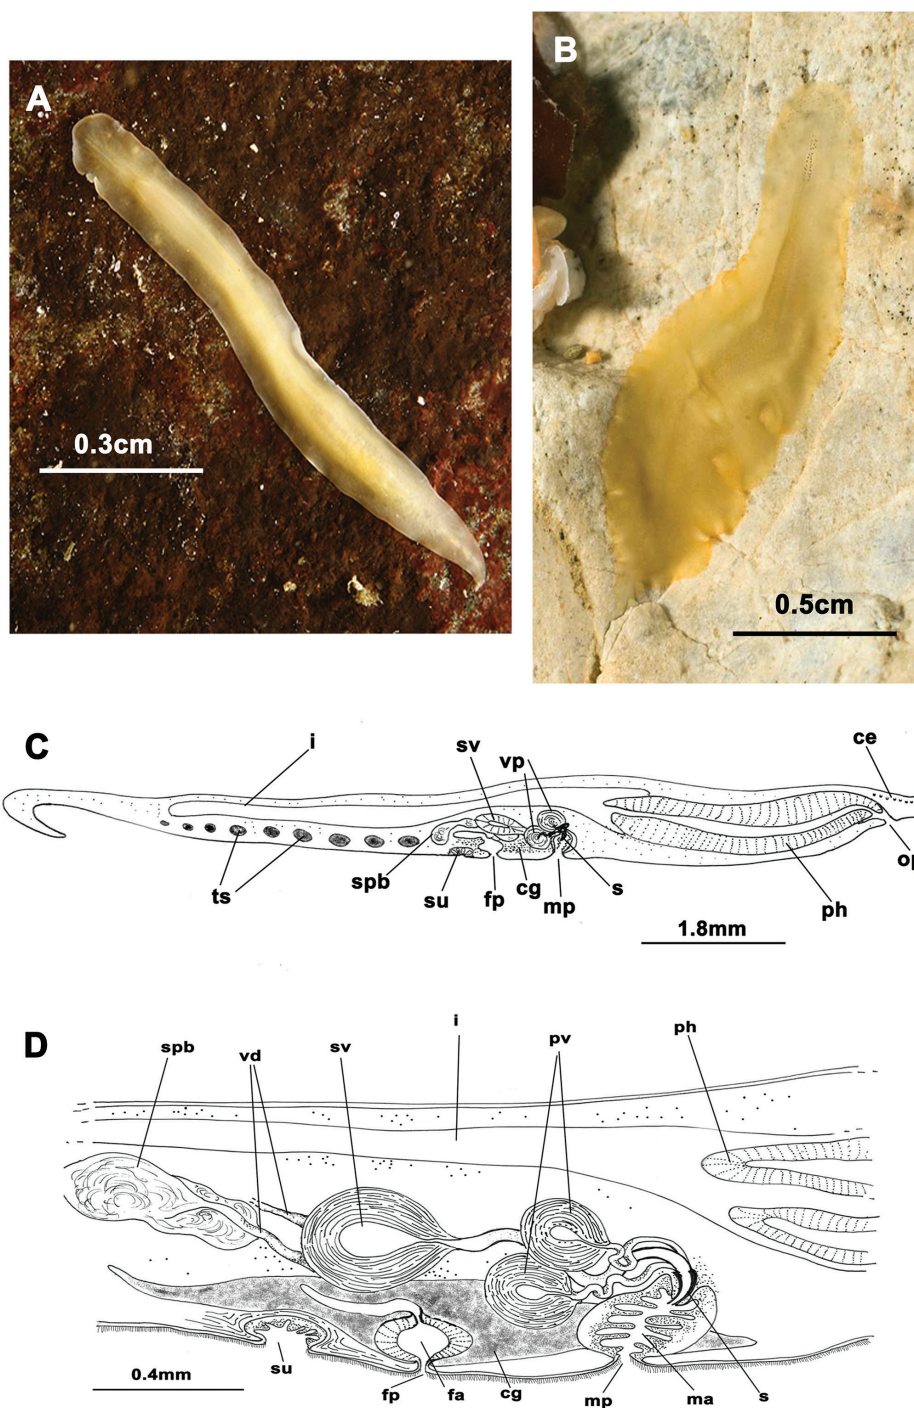 A
0.3cm
B
0.5cm
C
i
sv
vp
ce
ts
spb
su
fp
cg
mp
s
ph
op
1.8mm
D
spb
vd
sv
i
pv
ph
su
fp
fa
cg
mp
ma
s
0.4mm